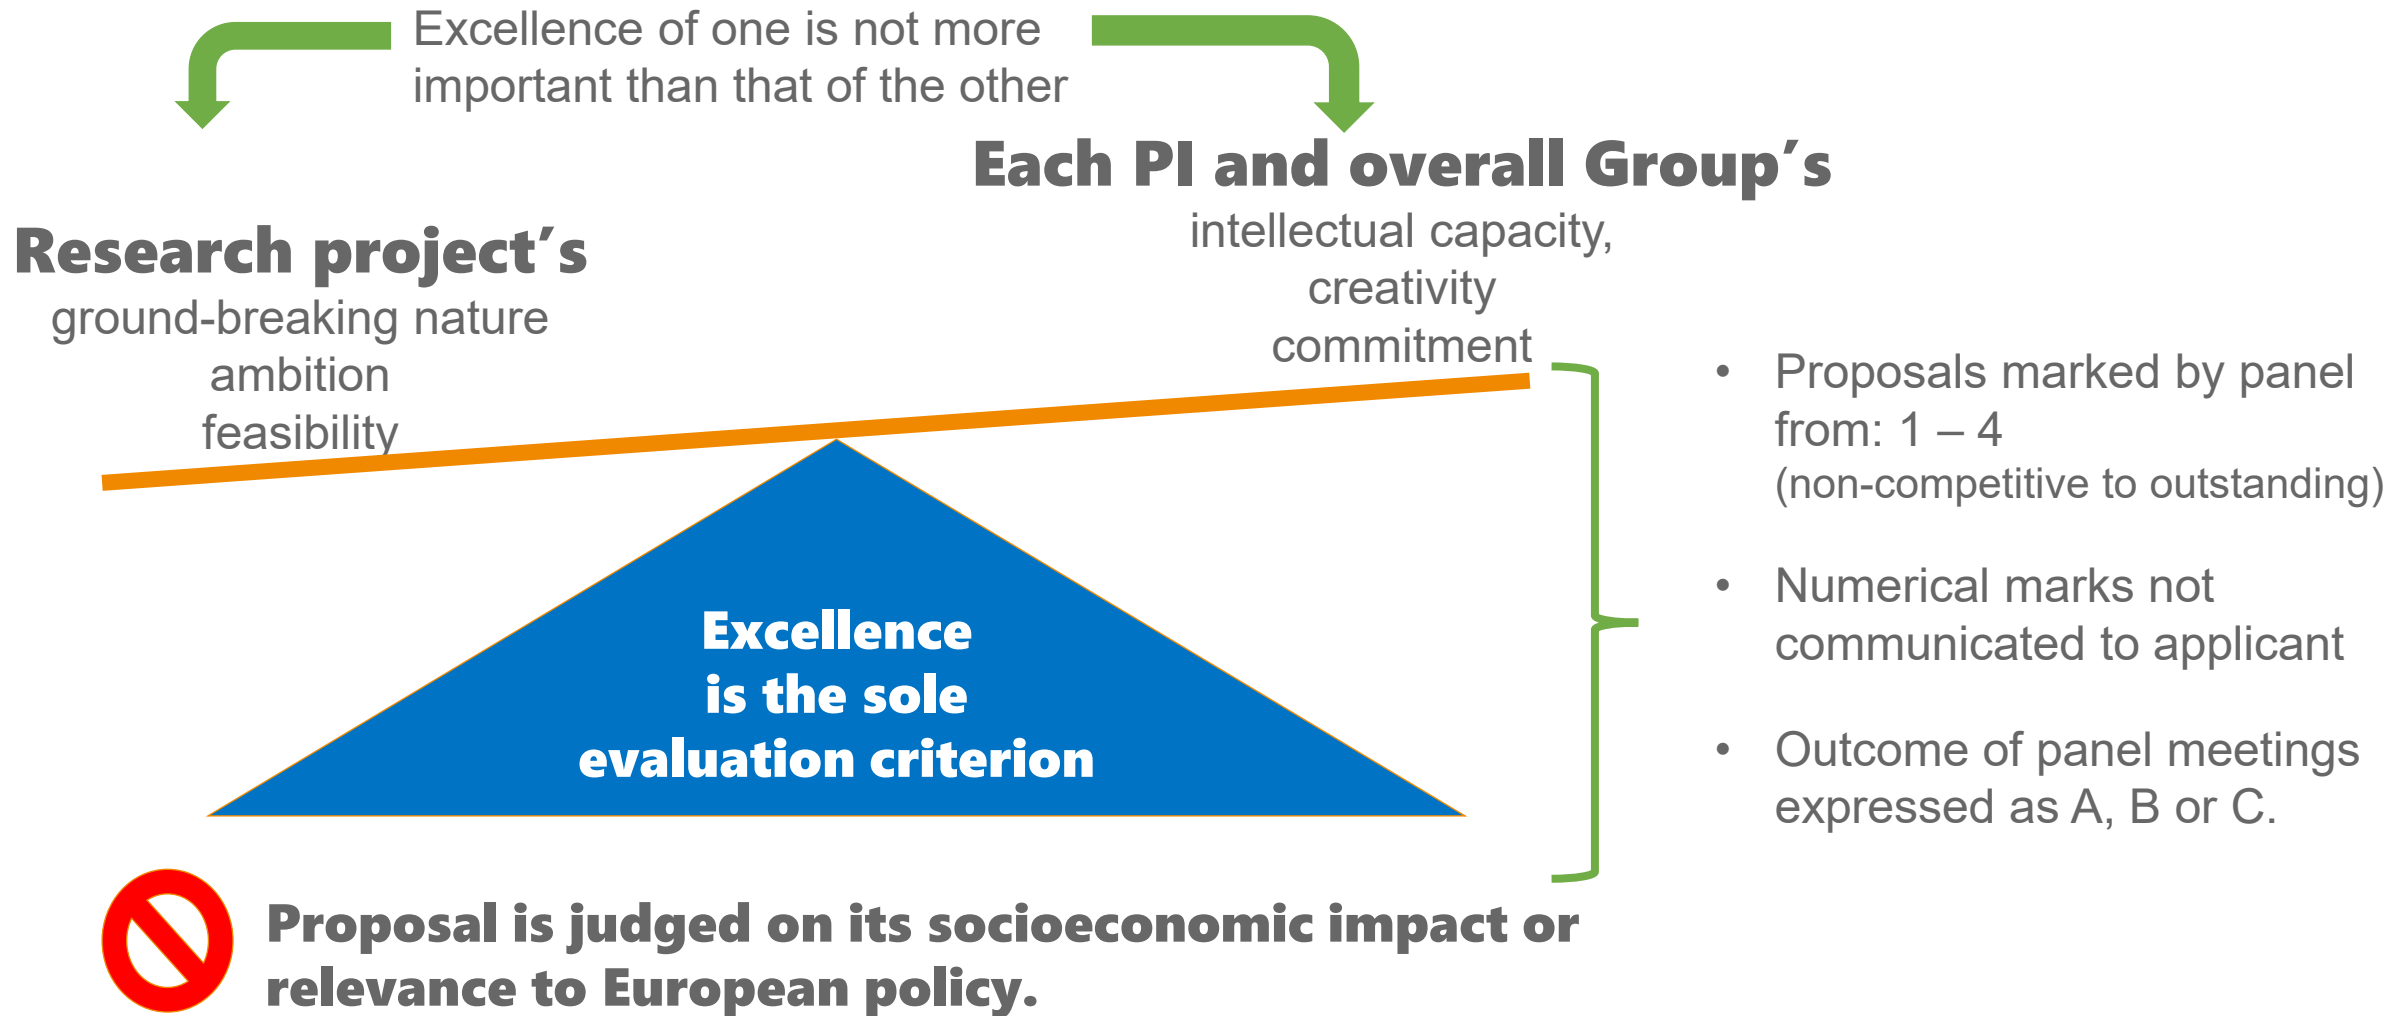 Excellence of one is not more
important than that of the other
Research project’s
ground-breaking nature
ambition
feasibility
Each PI and overall Group’s
intellectual capacity,
creativity
commitment
Excellence
is the sole
evaluation criterion
• Proposals marked by panel
from: 1 – 4
(non-competitive to outstanding)
• Numerical marks not
communicated to applicant
• Outcome of panel meetings
expressed as A, B or C.
Proposal is judged on its socioeconomic impact or
relevance to European policy.